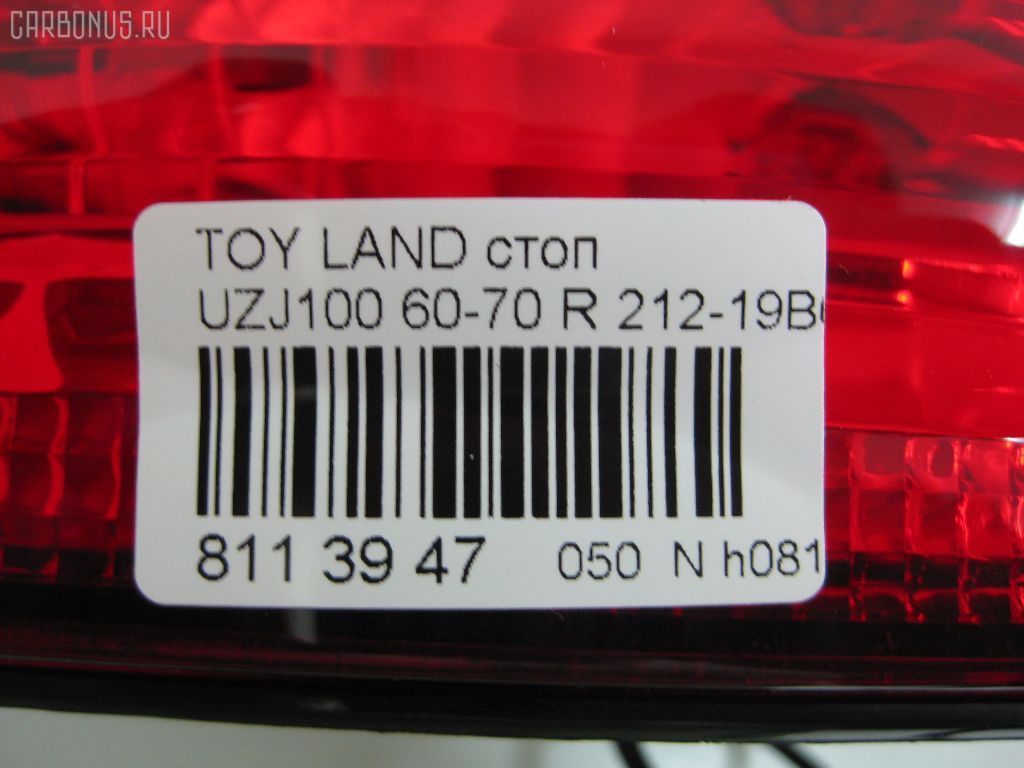 CARBONUS.RU
TOY LAND стоп
UZJ100 60-70 R 212-19B
811 39 47 050 N h081